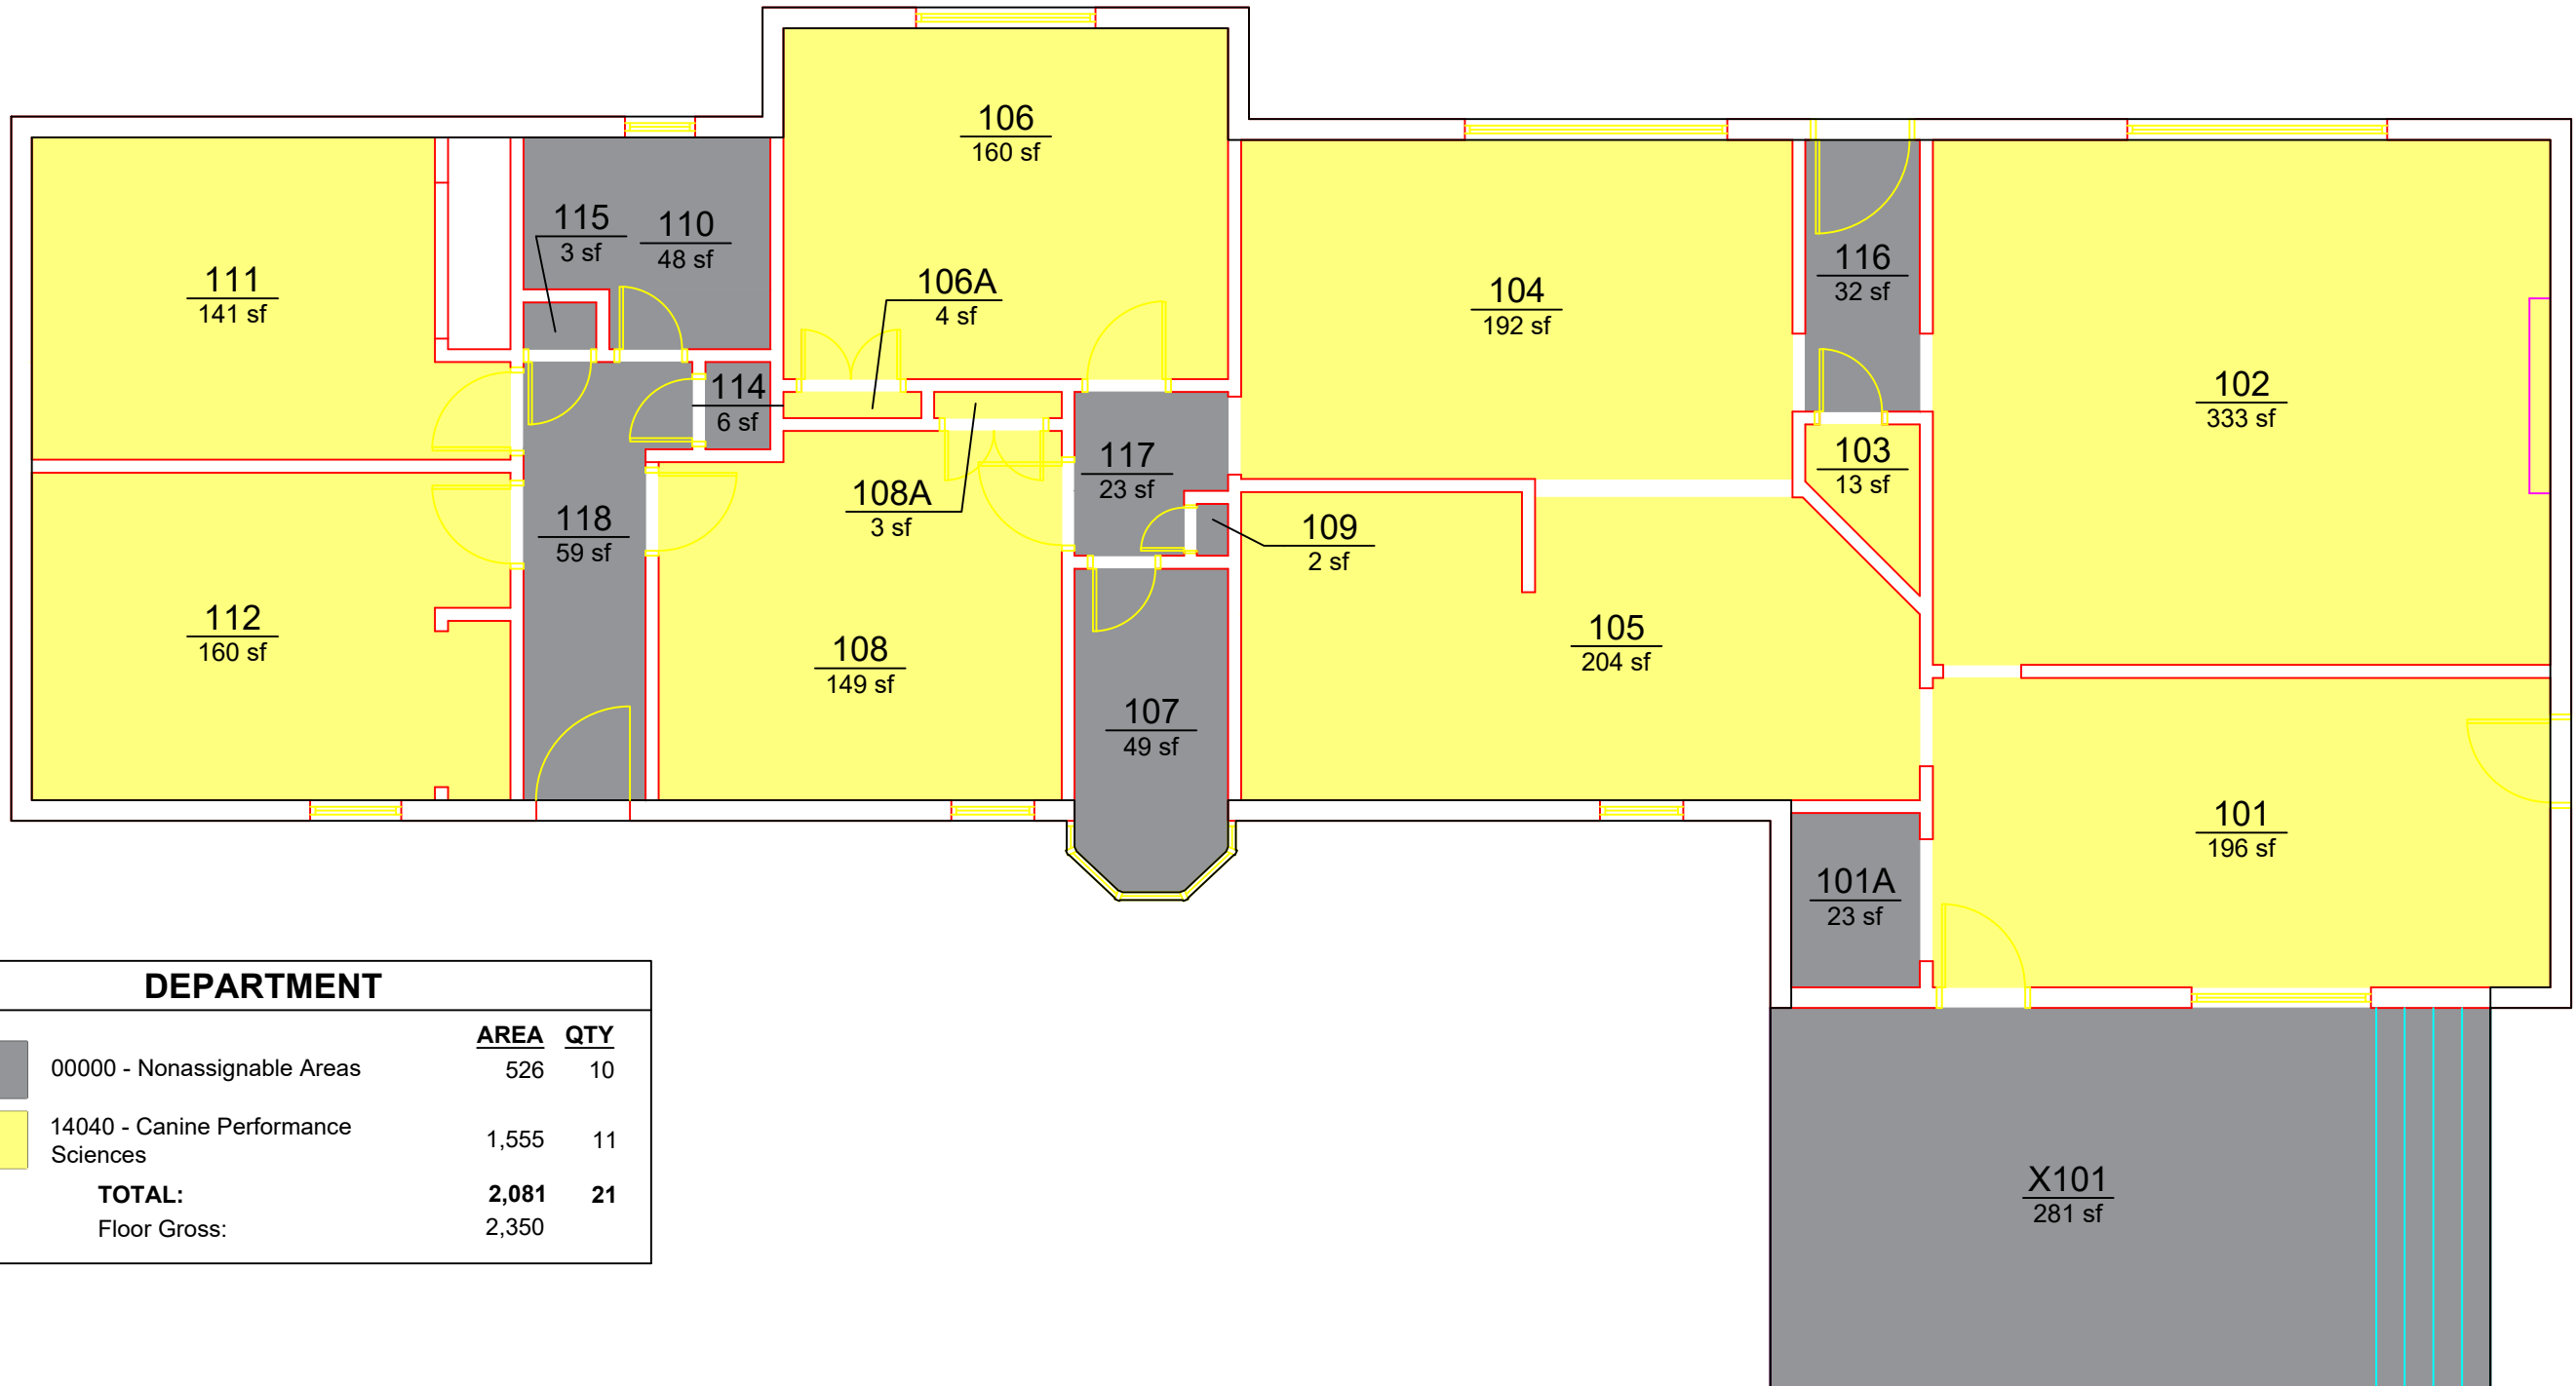 106
160 sf
115
3 sf
110
48 sf
116
32 sf
111
141 sf
106A
4 sf
104
192 sf
114
6 sf
102
333 sf
117
23 sf
103
13 sf
108A
3 sf
118
59 sf
109
2 sf
112
160 sf
108
149 sf
105
204 sf
107
49 sf
101
196 sf
101A
23 sf
X101
281 sf
DEPARTMENT
AREA QTY
00000 - Nonassignable Areas 526 10
14040 - Canine Performance
Sciences 1,555 11
TOTAL: 2,081 21
Floor Gross: 2,350